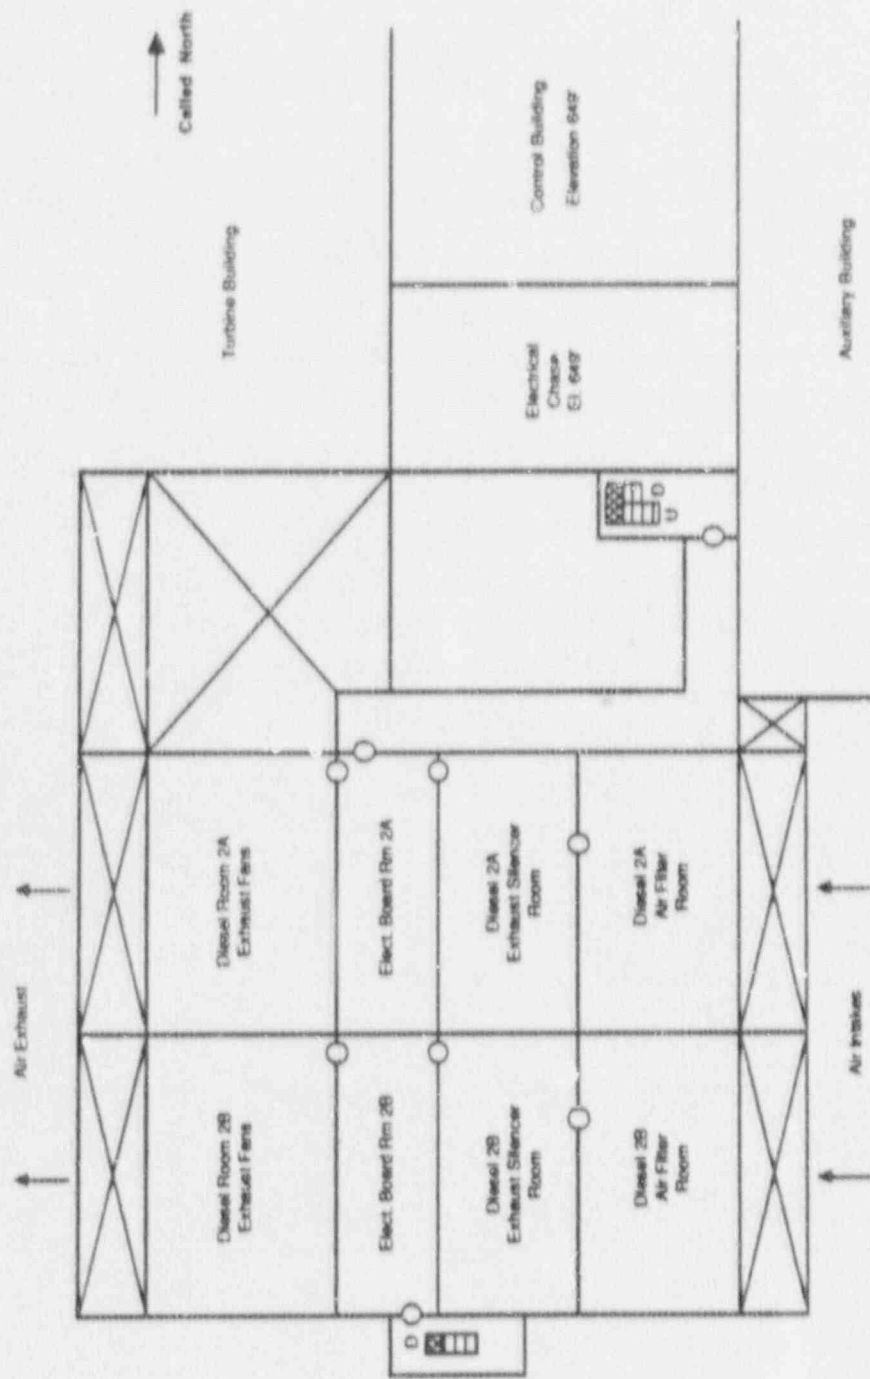 Called North
Turbine Building
Control Building
Elevation 649'
Electrical
Chase
El. 649'
Auxiliary Building
U
D
Air Exhaust
Diesel Room 2A
Exhaust Fans
Elect. Board Rm 2A
Diesel 2A
Exhaust Silencer
Room
Diesel 2A
Air Filter
Room
Diesel Room 2B
Exhaust Fans
Elect. Board Rm 2B
Diesel 2B
Exhaust Silencer
Room
Diesel 2B
Air Filter
Room
Air Intakes
D